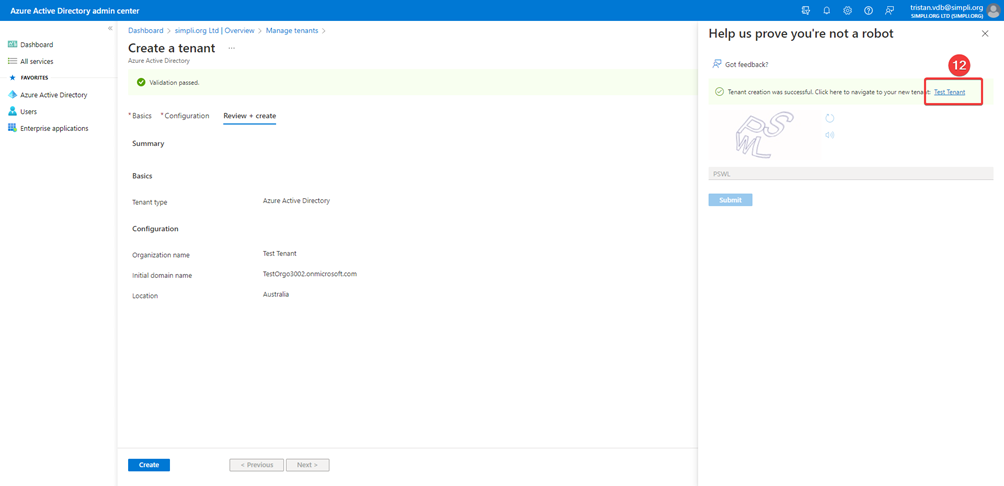 Azure Active Directory admin center
tristan.vdb@simpli.org
SIMPLI.ORG LTD (SIMPLI.ORG)
«
Dashboard
All services
FAVORITES
Azure Active Directory
Users
Enterprise applications
Dashboard > simpli.org Ltd | Overview > Manage tenants >
Create a tenant ...
Azure Active Directory
Validation passed.
* Basics * Configuration Review + create
Summary
Basics
Tenant type Azure Active Directory
Configuration
Organization name Test Tenant
Initial domain name TestOrgo3002.onmicrosoft.com
Location Australia
Create < Previous Next >
Help us prove you're not a robot
Got feedback?
12
Tenant creation was successful. Click here to navigate to your new tenant: Test Tenant
PSWL
PSWL
Submit